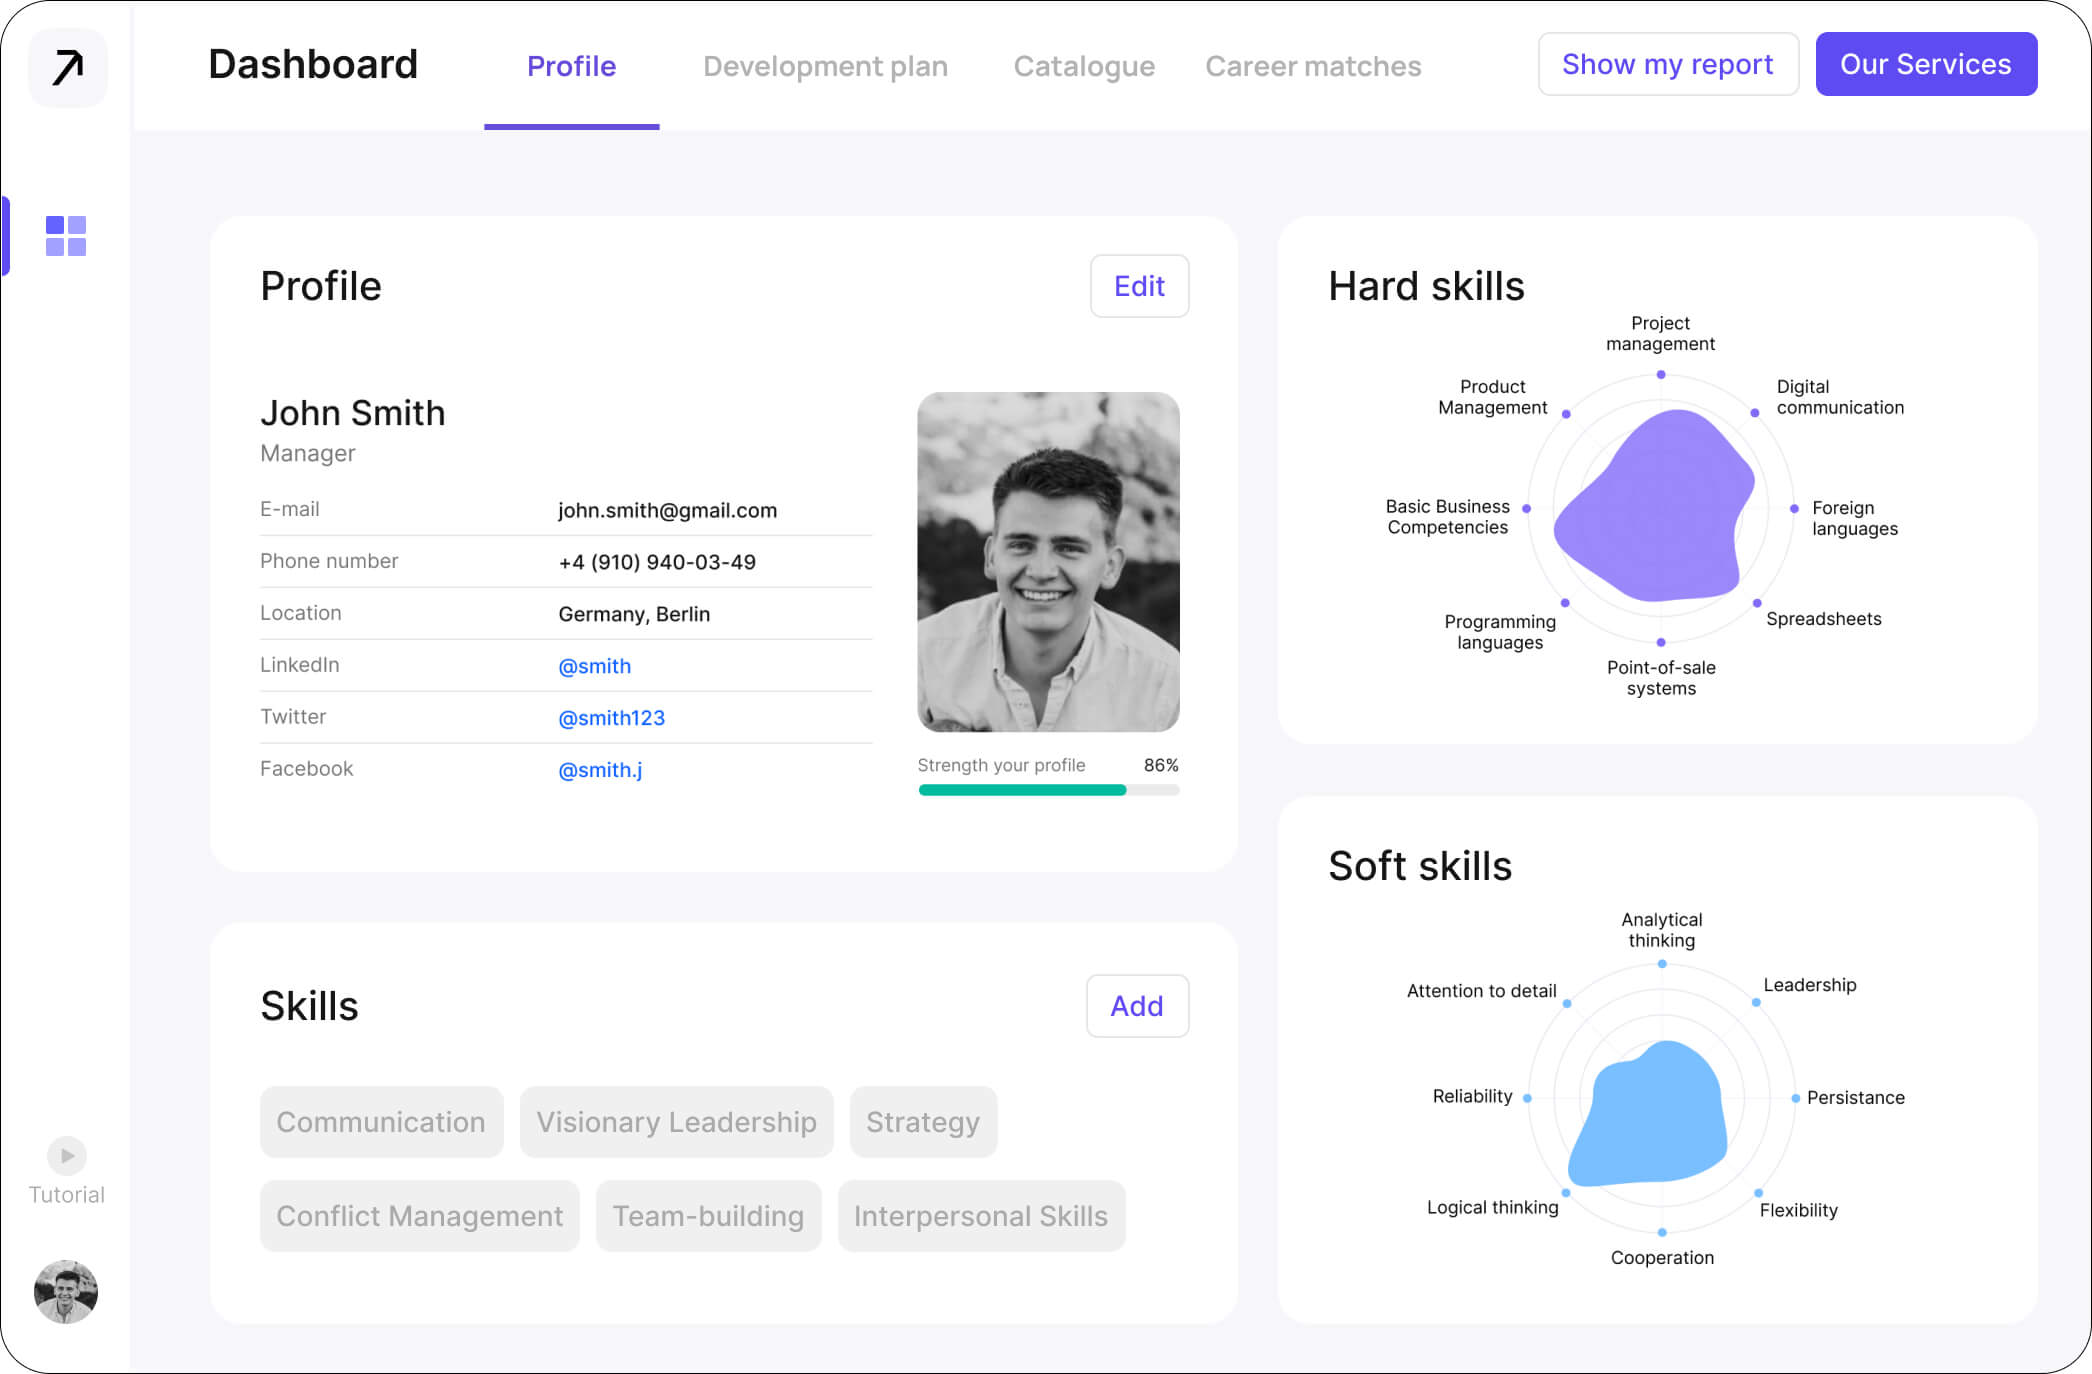 Dashboard
Profile
Development plan
Catalogue
Career matches
Show my report
Our Services
Profile
Edit
John Smith
Manager
E-mail
john.smith@gmail.com
Phone number
+4 (910) 940-03-49
Location
Germany, Berlin
LinkedIn
@smith
Twitter
@smith123
Facebook
@smith.j
Strength your profile
86%
Skills
Add
Communication
Visionary Leadership
Strategy
Conflict Management
Team-building
Interpersonal Skills
Hard skills
Project
management
Digital
communication
Foreign
languages
Spreadsheets
Point-of-sale
systems
Programming
languages
Basic Business
Competencies
Product
Management
Soft skills
Analytical
thinking
Leadership
Persistance
Flexibility
Cooperation
Logical thinking
Reliability
Attention to detail
Tutorial